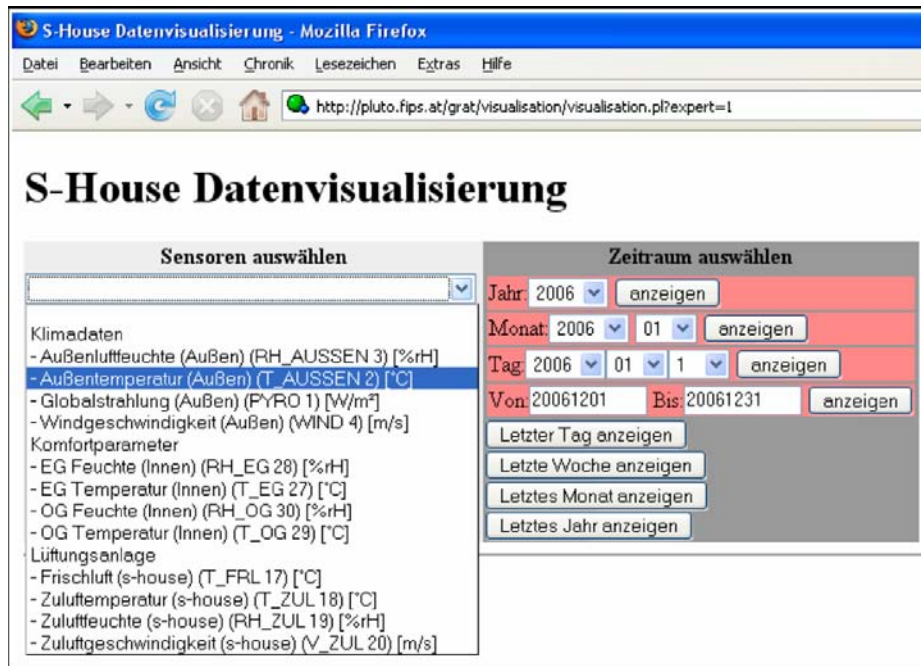 S-House Datenvisualisierung - Mozilla Firefox
Datei Bearbeiten Ansicht Chronik Lesezeichen Extras Hilfe
http://pluto.fips.at/grat/visualisation/visualisation.pl?expert=1
S-House Datenvisualisierung
Sensoren auswählen
Klimadaten
- Außenluftfeuchte (Außen) (RH_AUSSEN 3) [%rH]
- Außentemperatur (Außen) (T_AUSSEN 2) [°C]
- Globalstrahlung (Außen) (PYRO 1) [W/m²]
- Windgeschwindigkeit (Außen) (WIND 4) [m/s]
Komfortparameter
- EG Feuchte (Innen) (RH_EG 28) [%rH]
- EG Temperatur (Innen) (T_EG 27) [°C]
- OG Feuchte (Innen) (RH_OG 30) [%rH]
- OG Temperatur (Innen) (T_OG 29) [°C]
Lüftungsanlage
- Frischluft (s-house) (T_FRL 17) [°C]
- Zulufttemperatur (s-house) (T_ZUL 18) [°C]
- Zuluftfeuchte (s-house) (RH_ZUL 19) [%rH]
- Zuluftgeschwindigkeit (s-house) (V_ZUL 20) [m/s]
Zeitraum auswählen
Jahr: 2006 anzeigen
Monat: 2006 01 anzeigen
Tag: 2006 01 1 anzeigen
Von: 20061201 Bis: 20061231 anzeigen
Letzter Tag anzeigen
Letzte Woche anzeigen
Letztes Monat anzeigen
Letztes Jahr anzeigen